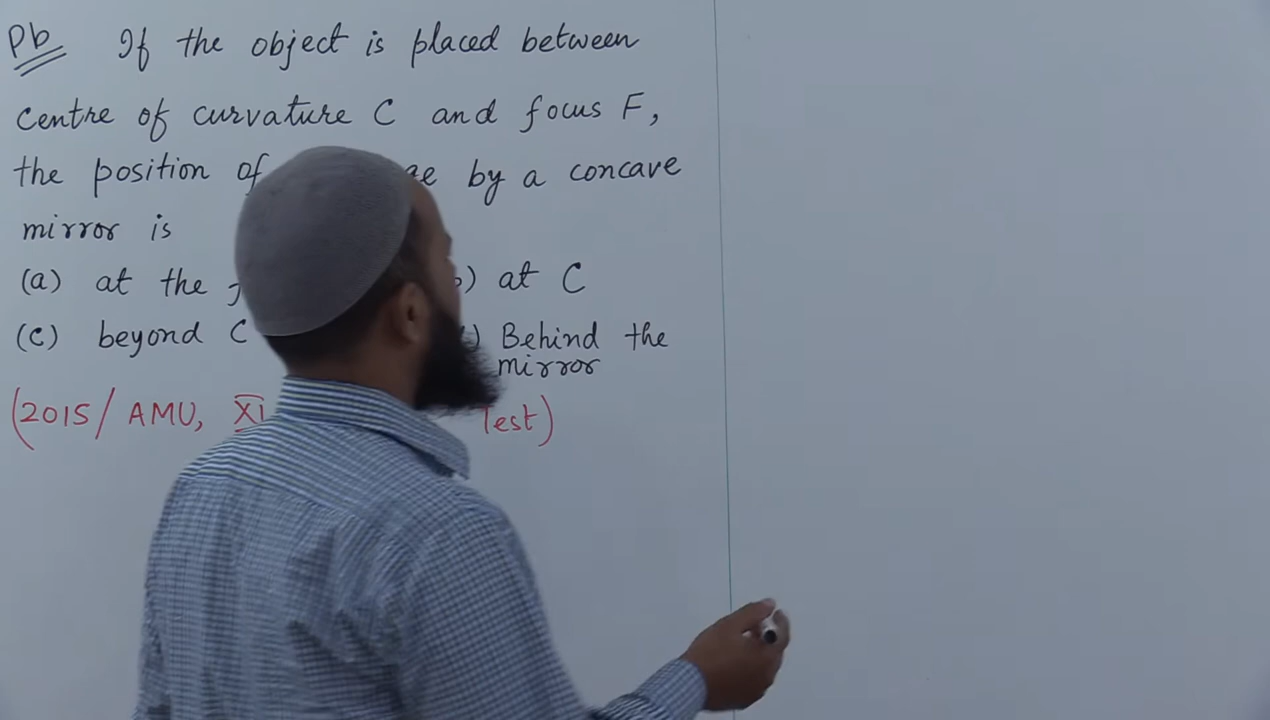 Pb If the object is placed between
centre of curvature C and focus F,
the position of by a concave
mirror is
(a) at the at C
(c) beyond C Behind the
mirror
(2015/ AMU, XI Test)